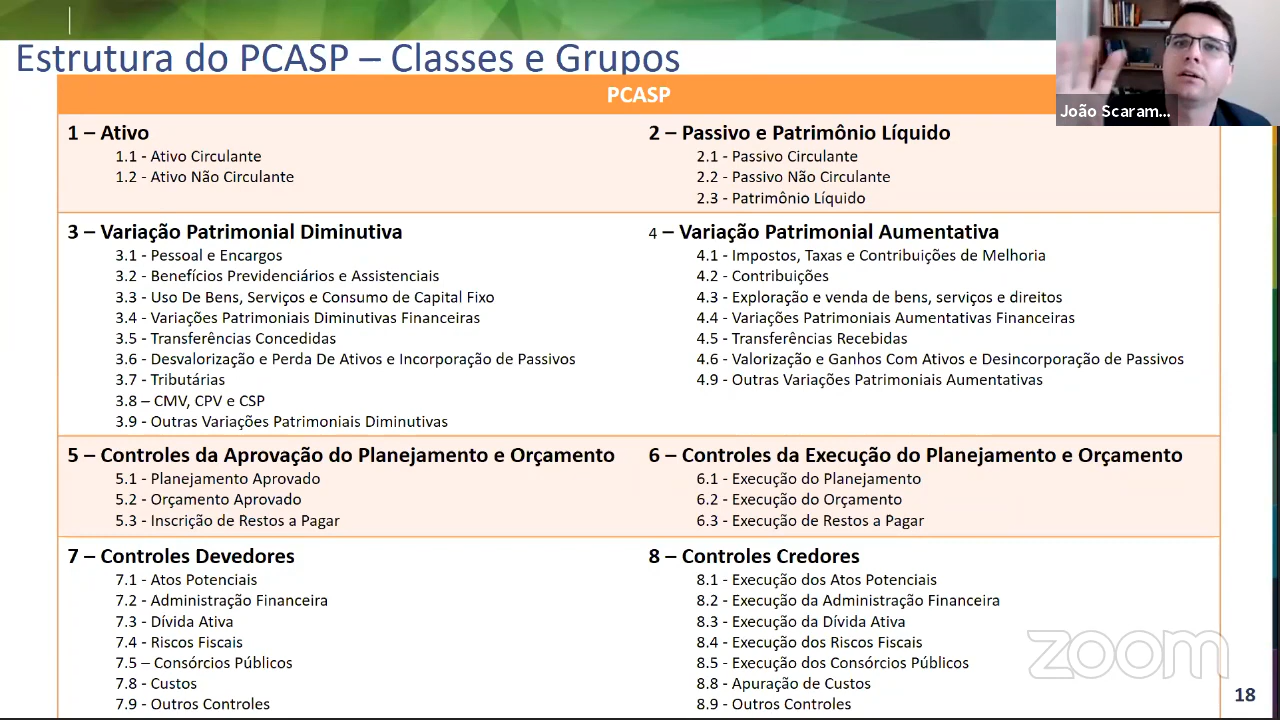 Estrutura do PCASP – Classes e Grupos
João Scaram...
PCASP
1 – Ativo
1.1 - Ativo Circulante
1.2 - Ativo Não Circulante
2 – Passivo e Patrimônio Líquido
2.1 - Passivo Circulante
2.2 - Passivo Não Circulante
2.3 - Patrimônio Líquido
3 – Variação Patrimonial Diminutiva
3.1 - Pessoal e Encargos
3.2 - Benefícios Previdenciários e Assistenciais
3.3 - Uso De Bens, Serviços e Consumo de Capital Fixo
3.4 - Variações Patrimoniais Diminutivas Financeiras
3.5 - Transferências Concedidas
3.6 - Desvalorização e Perda De Ativos e Incorporação de Passivos
3.7 - Tributárias
3.8 – CMV, CPV e CSP
3.9 - Outras Variações Patrimoniais Diminutivas
4 – Variação Patrimonial Aumentativa
4.1 - Impostos, Taxas e Contribuições de Melhoria
4.2 - Contribuições
4.3 - Exploração e venda de bens, serviços e direitos
4.4 - Variações Patrimoniais Aumentativas Financeiras
4.5 - Transferências Recebidas
4.6 - Valorização e Ganhos Com Ativos e Desincorporação de Passivos
4.9 - Outras Variações Patrimoniais Aumentativas
5 – Controles da Aprovação do Planejamento e Orçamento
5.1 - Planejamento Aprovado
5.2 - Orçamento Aprovado
5.3 - Inscrição de Restos a Pagar
6 – Controles da Execução do Planejamento e Orçamento
6.1 - Execução do Planejamento
6.2 - Execução do Orçamento
6.3 - Execução de Restos a Pagar
7 – Controles Devedores
7.1 - Atos Potenciais
7.2 - Administração Financeira
7.3 - Dívida Ativa
7.4 - Riscos Fiscais
7.5 – Consórcios Públicos
7.8 - Custos
7.9 - Outros Controles
8 – Controles Credores
8.1 - Execução dos Atos Potenciais
8.2 - Execução da Administração Financeira
8.3 - Execução da Dívida Ativa
8.4 - Execução dos Riscos Fiscais
8.5 - Execução dos Consórcios Públicos
8.8 - Apuração de Custos
8.9 - Outros Controles
zoom
18